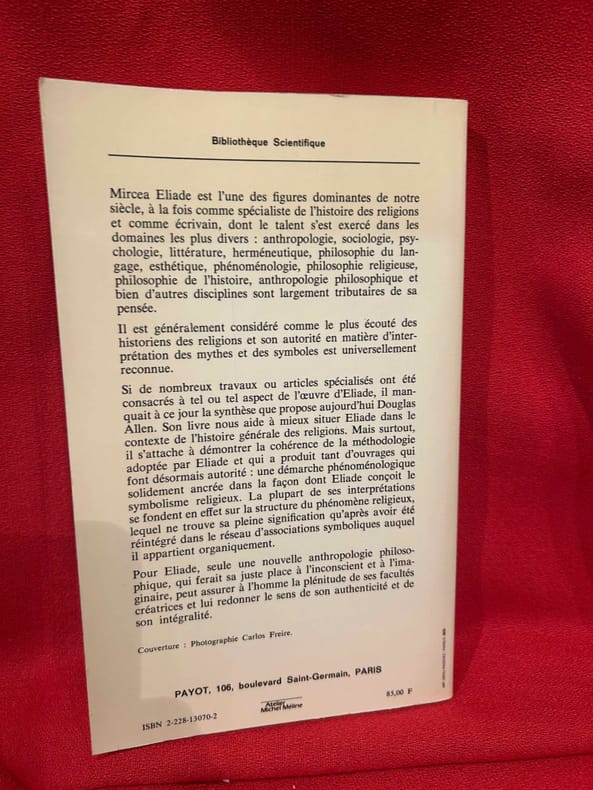 Bibliothèque Scientifique
Mircea Eliade est l'une des figures dominantes de notre
siècle, à la fois comme spécialiste de l'histoire des religions
et comme écrivain, dont le talent s'est exercé dans les
domaines les plus divers : anthropologie, sociologie, psy-
chologie, littérature, herméneutique, philosophie du lan-
gage, esthétique, phénoménologie, philosophie religieuse,
philosophie de l'histoire, anthropologie philosophique et
bien d'autres disciplines sont largement tributaires de sa
pensée.
Il est généralement considéré comme le plus écouté des
historiens des religions et son autorité en matière d'inter-
prétation des mythes et des symboles est universellement
reconnue.
Si de nombreux travaux ou articles spécialisés ont été
consacrés à tel ou tel aspect de l'œuvre d'Eliade, il man-
quait à ce jour la synthèse que propose aujourd'hui Douglas
Allen. Son livre nous aide à mieux situer Eliade dans le
contexte de l'histoire générale des religions. Mais surtout,
il s'attache à démontrer la cohérence de la méthodologie
adoptée par Eliade et qui a produit tant d'ouvrages qui
font désormais autorité : une démarche phénoménologique
solidement ancrée dans la façon dont Eliade conçoit le
symbolisme religieux. La plupart de ses interprétations
se fondent en effet sur la structure du phénomène religieux,
lequel ne trouve sa pleine signification qu'après avoir été
réintégré dans le réseau d'associations symboliques auquel
il appartient organiquement.
Pour Eliade, seule une nouvelle anthropologie philoso-
phique, qui ferait sa juste place à l'inconscient et à l'ima-
ginaire, peut assurer à l'homme la plénitude de ses facultés
créatrices et lui redonner le sens de son authenticité et de
son intégralité.
Couverture : Photographie Carlos Freire.
PAYOT, 106, boulevard Saint-Germain, PARIS
ISBN 2-228-13070-2
Atelier
Michel Méline
85,00 F